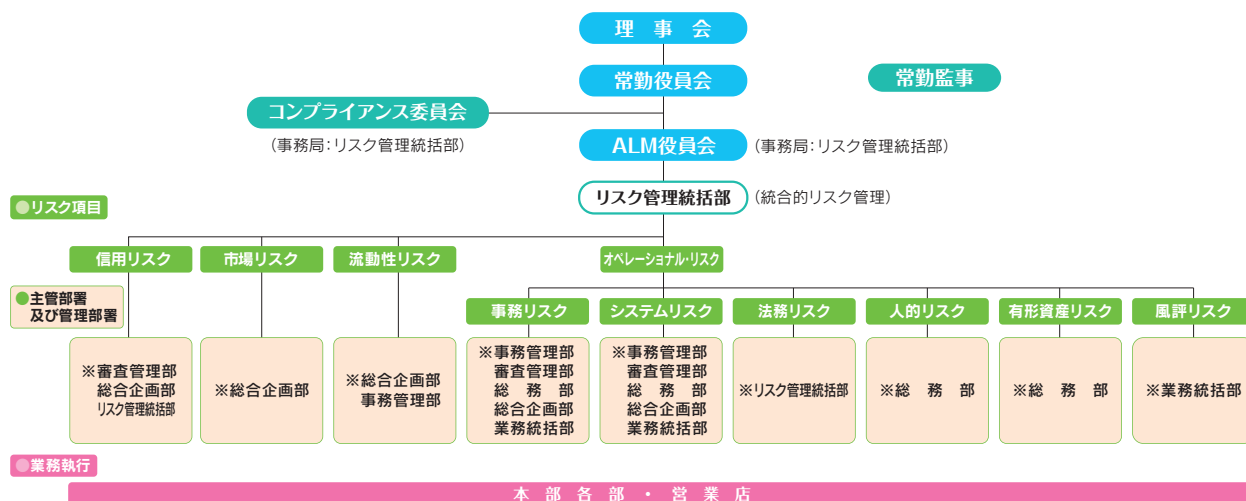 理事会
常勤役員会
常勤監事
コンプライアンス委員会
(事務局:リスク管理統括部)
ALM役員会
(事務局:リスク管理統括部)
リスク管理統括部
(統合的リスク管理)
●リスク項目
信用リスク
市場リスク
流動性リスク
オペレーショナル・リスク
●主管部署
及び管理部署
事務リスク
システムリスク
法務リスク
人的リスク
有形資産リスク
風評リスク
※審査管理部
総合企画部
リスク管理統括部
※総合企画部
※総合企画部
事務管理部
※事務管理部
審査管理部
総務部
総合企画部
業務統括部
※事務管理部
審査管理部
総務部
総合企画部
業務統括部
※リスク管理統括部
※総務部
※総務部
※業務統括部
●業務執行
本部各部・営業店